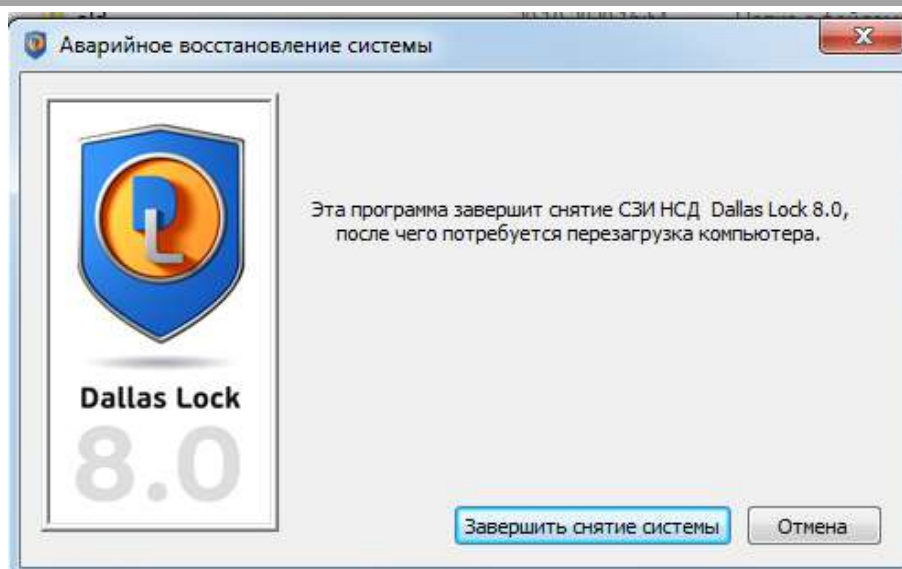 Аварийное восстановление системы
Эта программа завершит снятие СЗИ НСД Dallas Lock 8.0,
после чего потребуется перезагрузка компьютера.
DL
Dallas Lock
8.0
Завершить снятие системы
Отмена